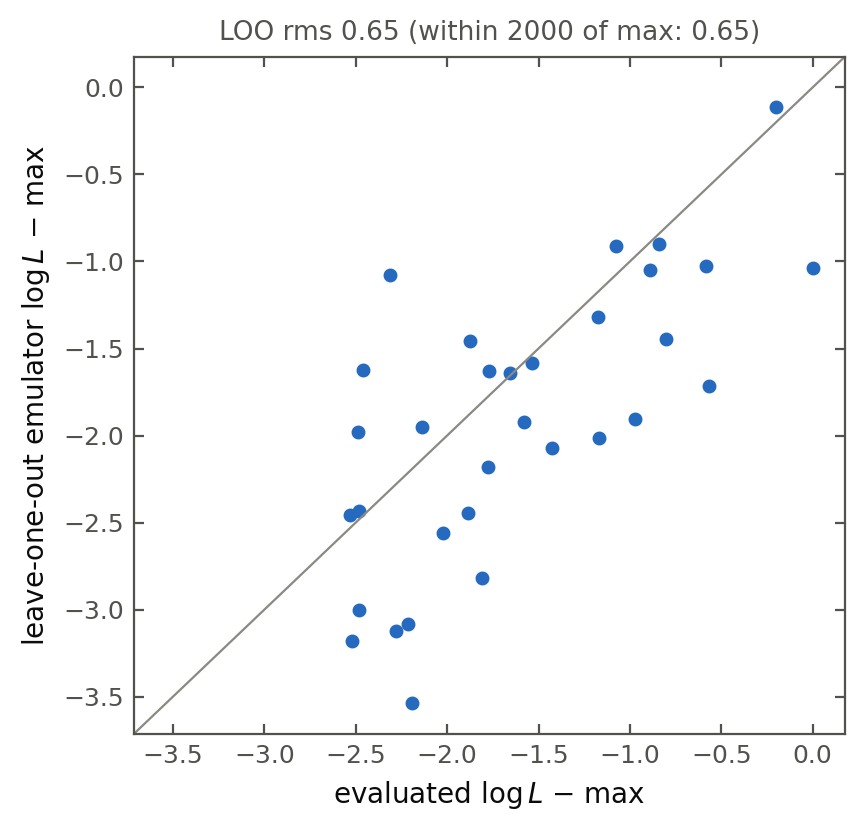 LOO rms 0.65 (within 2000 of max: 0.65)
leave-one-out emulator log L − max
0.0
−0.5
−1.0
−1.5
−2.0
−2.5
−3.0
−3.5
−3.5 −3.0 −2.5 −2.0 −1.5 −1.0 −0.5 0.0
evaluated log L − max